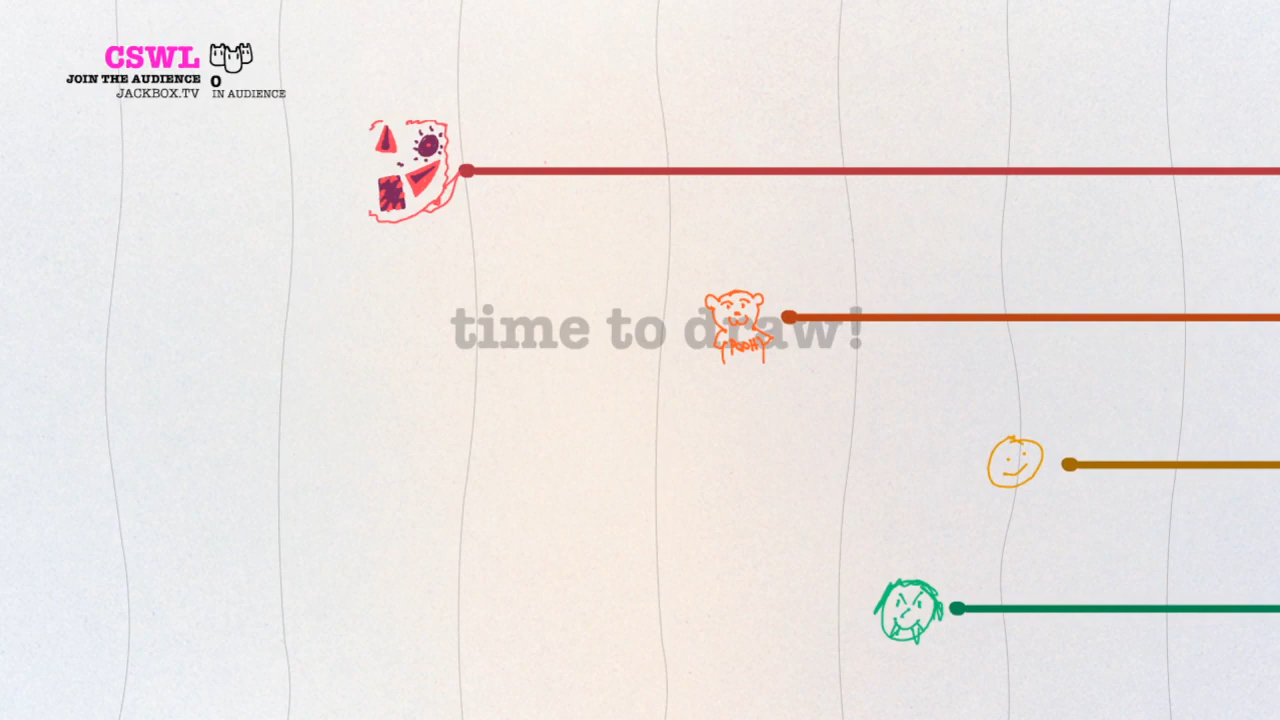 CSWL
JOIN THE AUDIENCE
JACKBOX.TV
0
IN AUDIENCE
time to draw!
POOH